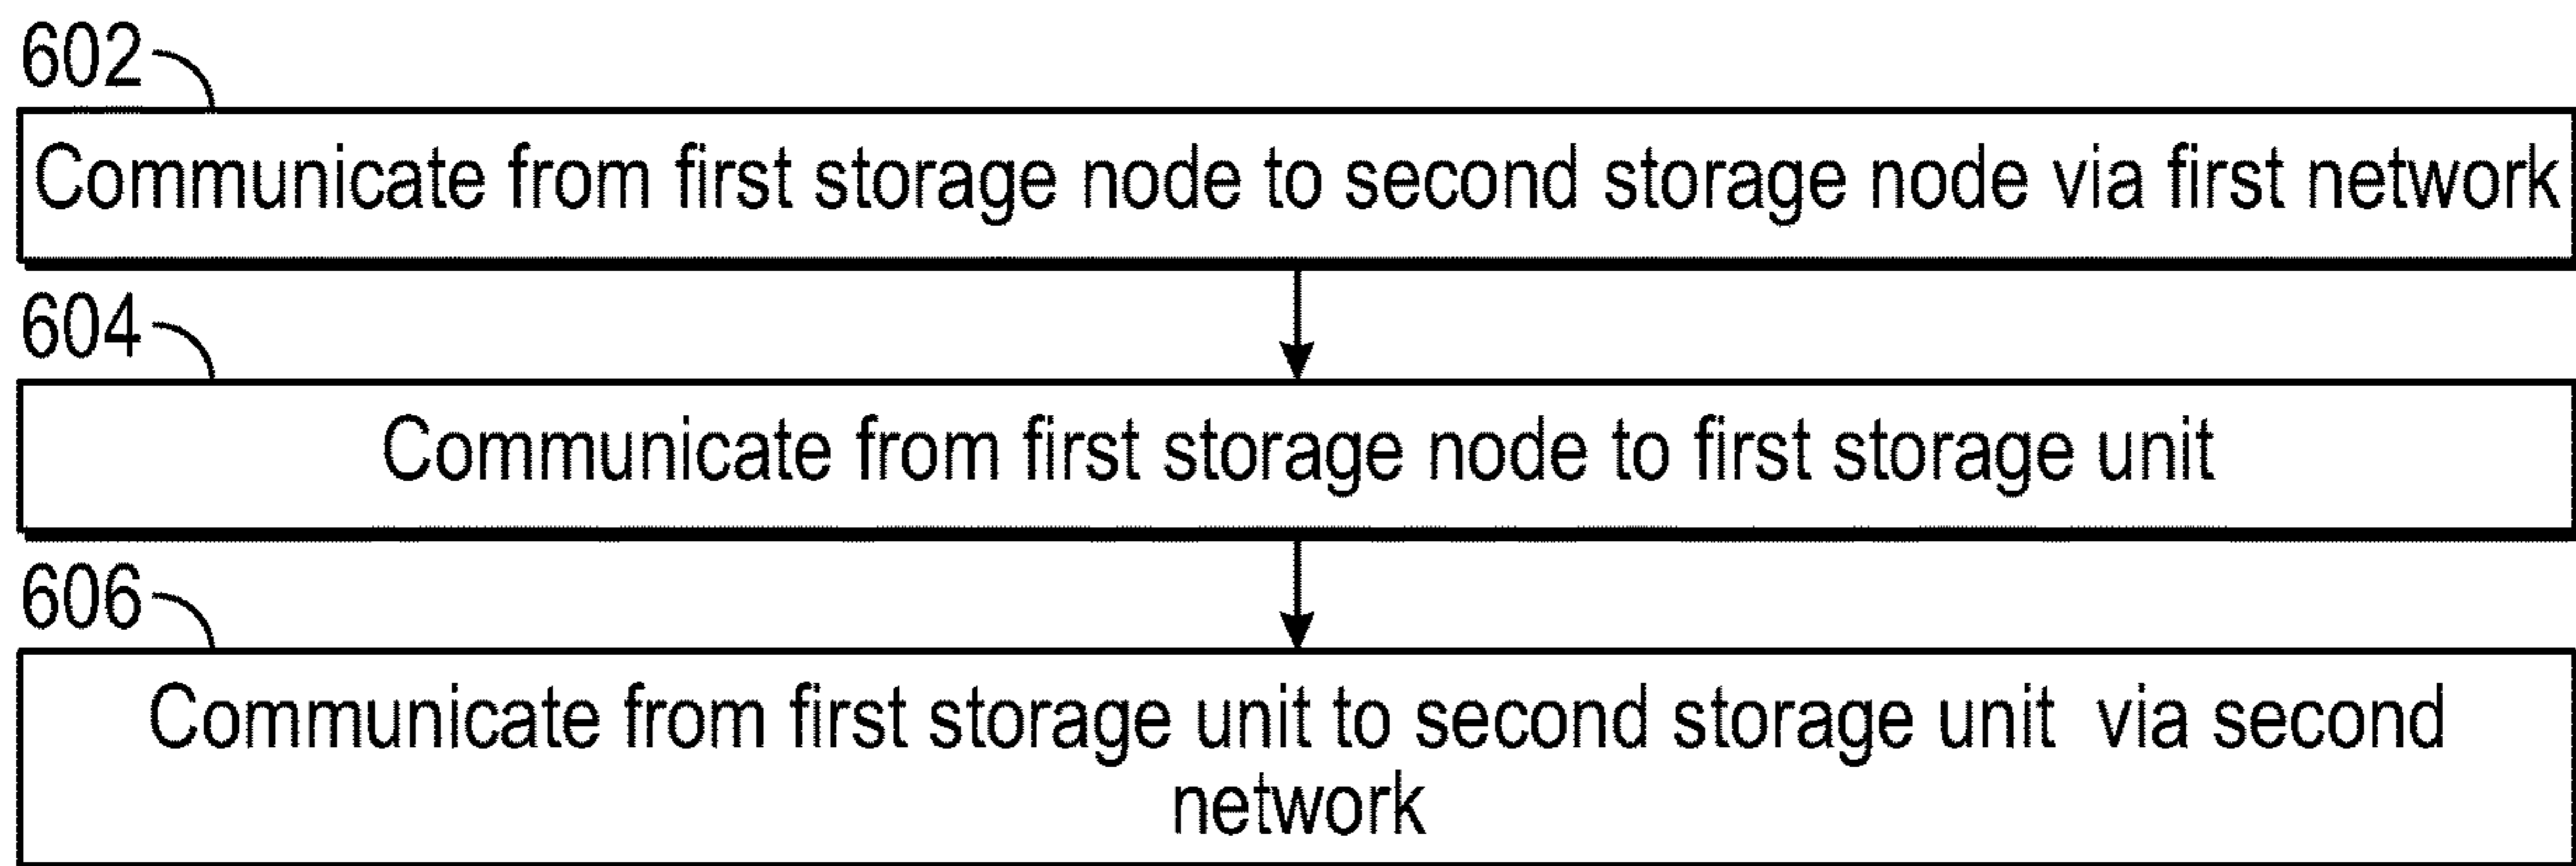 602
Communicate from first storage node to second storage node via first network
604
Communicate from first storage node to first storage unit
606
Communicate from first storage unit to second storage unit via second
network